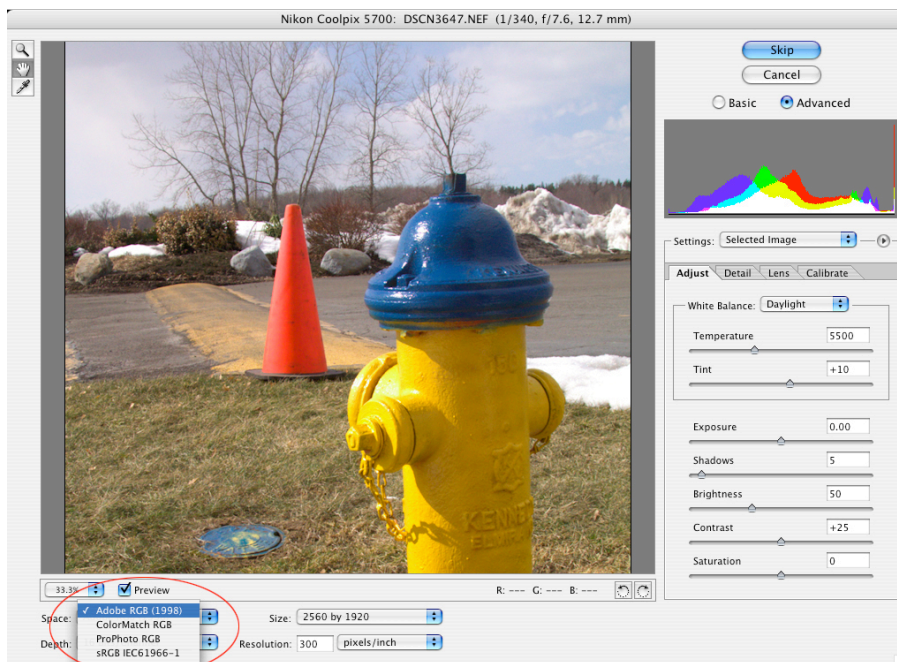 Nikon Coolpix 5700: DSCN3647.NEF (1/340, f/7.6, 12.7 mm)
Skip
Cancel
Basic Advanced
Settings: Selected Image
Adjust Detail Lens Calibrate
White Balance: Daylight
Temperature 5500
Tint +10
Exposure 0.00
Shadows 5
Brightness 50
Contrast +25
Saturation 0
33.3% Preview R: --- G: --- B: ---
Space: ✓ Adobe RGB (1998) Size: 2560 by 1920
ColorMatch RGB
ProPhoto RGB
Depth: Resolution: 300 pixels/inch
sRGB IEC61966-1